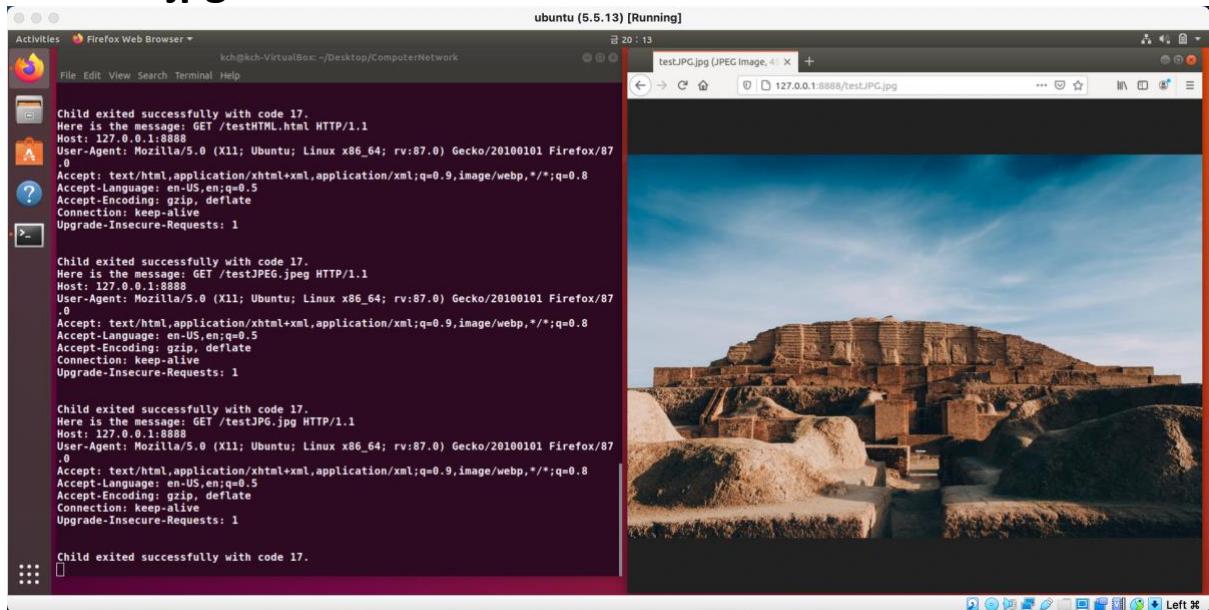 ubuntu (5.5.13) [Running]
Activities
Firefox Web Browser
금 20 : 13
kch@kch-VirtualBox: ~/Desktop/ComputerNetwork
File Edit View Search Terminal Help
Child exited successfully with code 17.
Here is the message: GET /testHTML.html HTTP/1.1
Host: 127.0.0.1:8888
User-Agent: Mozilla/5.0 (X11; Ubuntu; Linux x86_64; rv:87.0) Gecko/20100101 Firefox/87
.0
Accept: text/html,application/xhtml+xml,application/xml;q=0.9,image/webp,*/*;q=0.8
Accept-Language: en-US,en;q=0.5
Accept-Encoding: gzip, deflate
Connection: keep-alive
Upgrade-Insecure-Requests: 1
Child exited successfully with code 17.
Here is the message: GET /testJPEG.jpeg HTTP/1.1
Host: 127.0.0.1:8888
User-Agent: Mozilla/5.0 (X11; Ubuntu; Linux x86_64; rv:87.0) Gecko/20100101 Firefox/87
.0
Accept: text/html,application/xhtml+xml,application/xml;q=0.9,image/webp,*/*;q=0.8
Accept-Language: en-US,en;q=0.5
Accept-Encoding: gzip, deflate
Connection: keep-alive
Upgrade-Insecure-Requests: 1
Child exited successfully with code 17.
Here is the message: GET /testJPG.jpg HTTP/1.1
Host: 127.0.0.1:8888
User-Agent: Mozilla/5.0 (X11; Ubuntu; Linux x86_64; rv:87.0) Gecko/20100101 Firefox/87
.0
Accept: text/html,application/xhtml+xml,application/xml;q=0.9,image/webp,*/*;q=0.8
Accept-Language: en-US,en;q=0.5
Accept-Encoding: gzip, deflate
Connection: keep-alive
Upgrade-Insecure-Requests: 1
Child exited successfully with code 17.
testJPG.jpg (JPEG Image, 4
127.0.0.1:8888/testJPG.jpg
Left ⌘